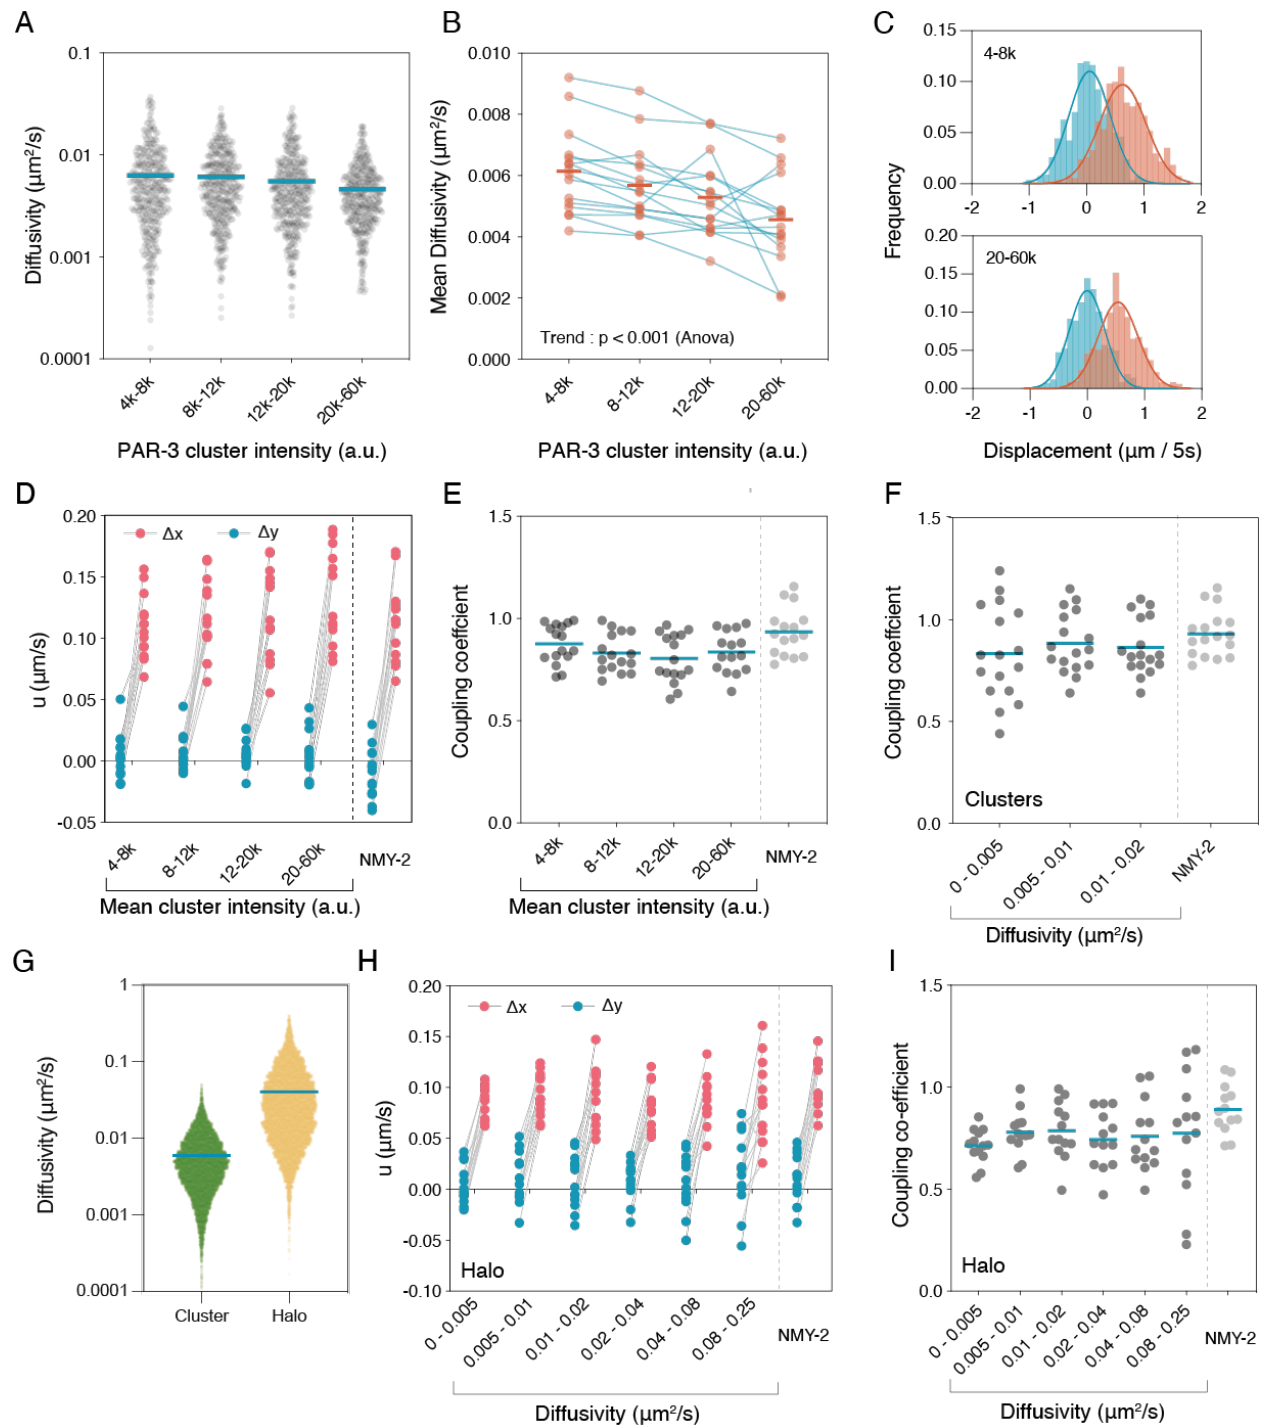 A
Diffusivity (μm²/s)
0.1
0.01
0.001
0.0001
4k-8k
8k-12k
12k-20k
20k-60k
PAR-3 cluster intensity (a.u.)
B
Mean Diffusivity (μm²/s)
0.010
0.008
0.006
0.004
0.002
0.000
Trend : p < 0.001 (Anova)
4-8k
8-12k
12-20k
20-60k
PAR-3 cluster intensity (a.u.)
C
Frequency
0.15
0.10
0.05
0.00
4-8k
-2
-1
0
1
2
0.20
0.15
0.10
0.05
0.00
20-60k
-2
-1
0
1
2
Displacement (μm / 5s)
D
u (μm/s)
0.20
0.15
0.10
0.05
0.00
-0.05
Δx
Δy
4-8k
8-12k
12-20k
20-60k
NMY-2
Mean cluster intensity (a.u.)
E
Coupling coeffcient
1.5
1.0
0.5
0.0
4-8k
8-12k
12-20k
20-60k
NMY-2
Mean cluster intensity (a.u.)
F
Coupling coeffcient
1.5
1.0
0.5
0.0
Clusters
0 - 0.005
0.005 - 0.01
0.01 - 0.02
NMY-2
Diffusivity (μm²/s)
G
Diffusivity (μm²/s)
1
0.1
0.01
0.001
0.0001
Cluster
Halo
H
u (μm/s)
0.20
0.15
0.10
0.05
0.00
-0.05
-0.10
Δx
Δy
Halo
0 - 0.005
0.005 - 0.01
0.01 - 0.02
0.02 - 0.04
0.04 - 0.08
0.08 - 0.25
NMY-2
Diffusivity (μm²/s)
I
Coupling co-efficient
1.5
1.0
0.5
0.0
Halo
0 - 0.005
0.005 - 0.01
0.01 - 0.02
0.02 - 0.04
0.04 - 0.08
0.08 - 0.25
NMY-2
Diffusivity (μm²/s)